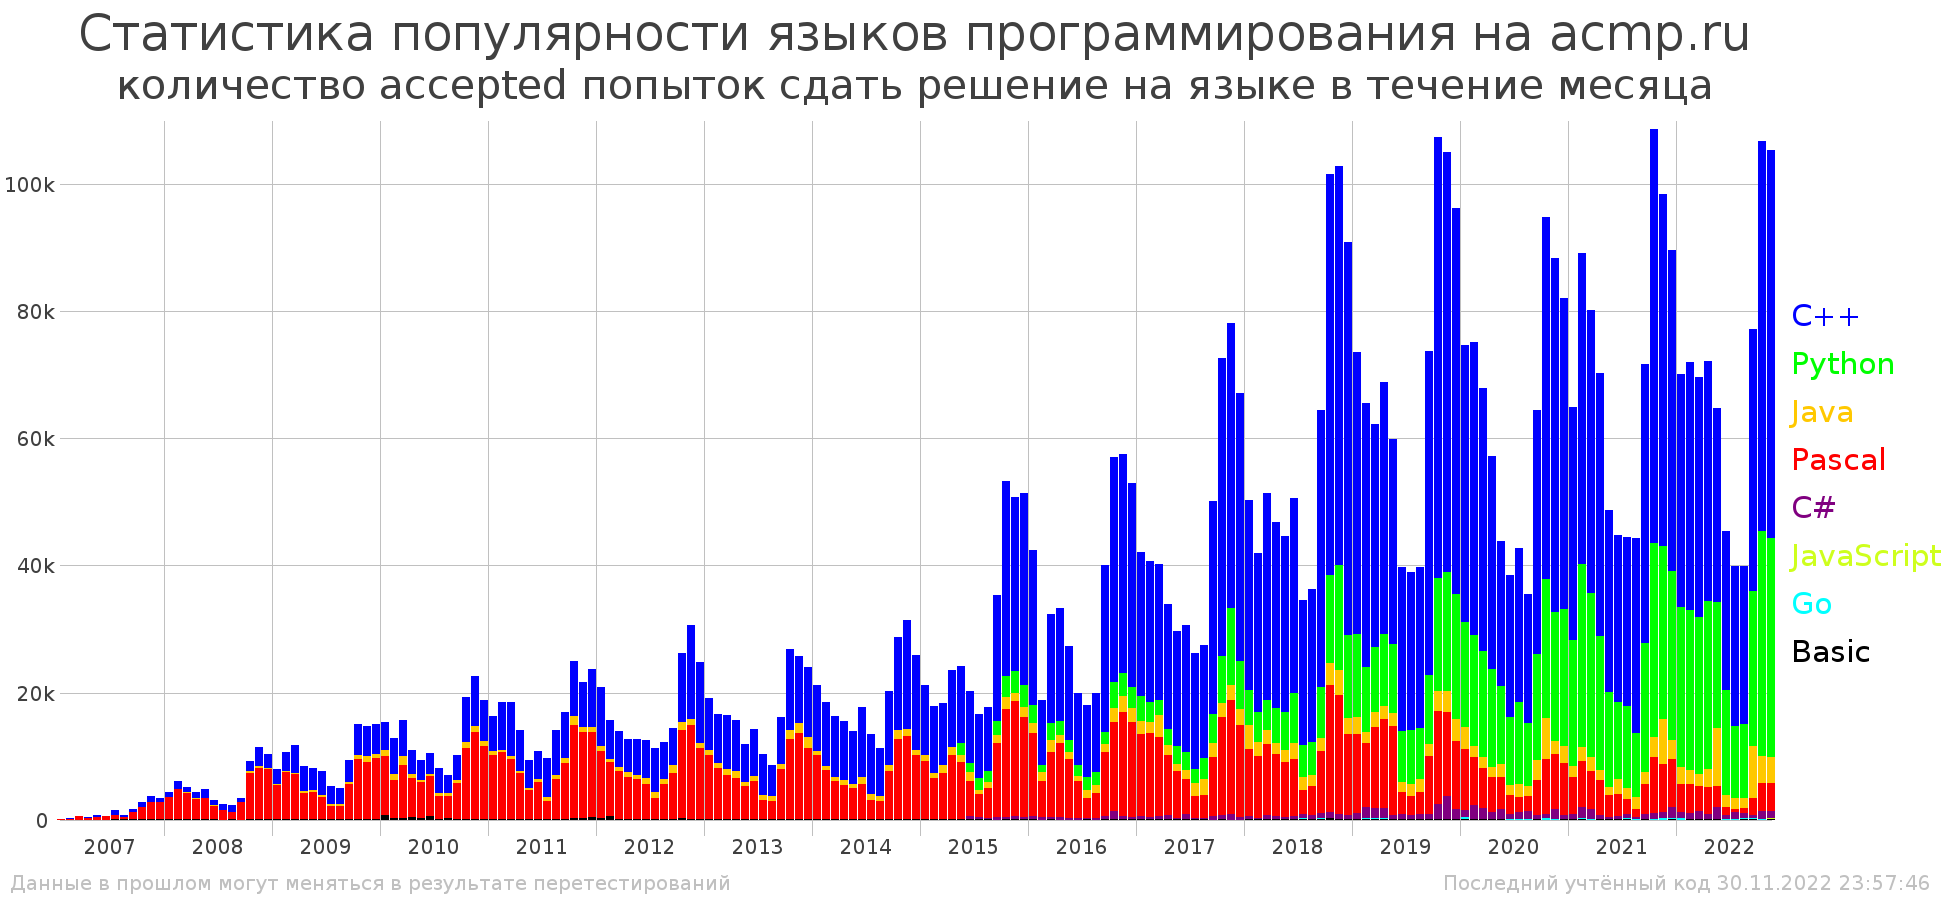 Статистика популярности языков программирования на acmp.ru
количество accepted попыток сдать решение на языке в течение месяца
100k
80k
60k
40k
20k
0
C++
Python
Java
Pascal
C#
JavaScript
Go
Basic
2007 2008 2009 2010 2011 2012 2013 2014 2015 2016 2017 2018 2019 2020 2021 2022
Данные в прошлом могут меняться в результате перетестирований
Последний учтённый код 30.11.2022 23:57:46